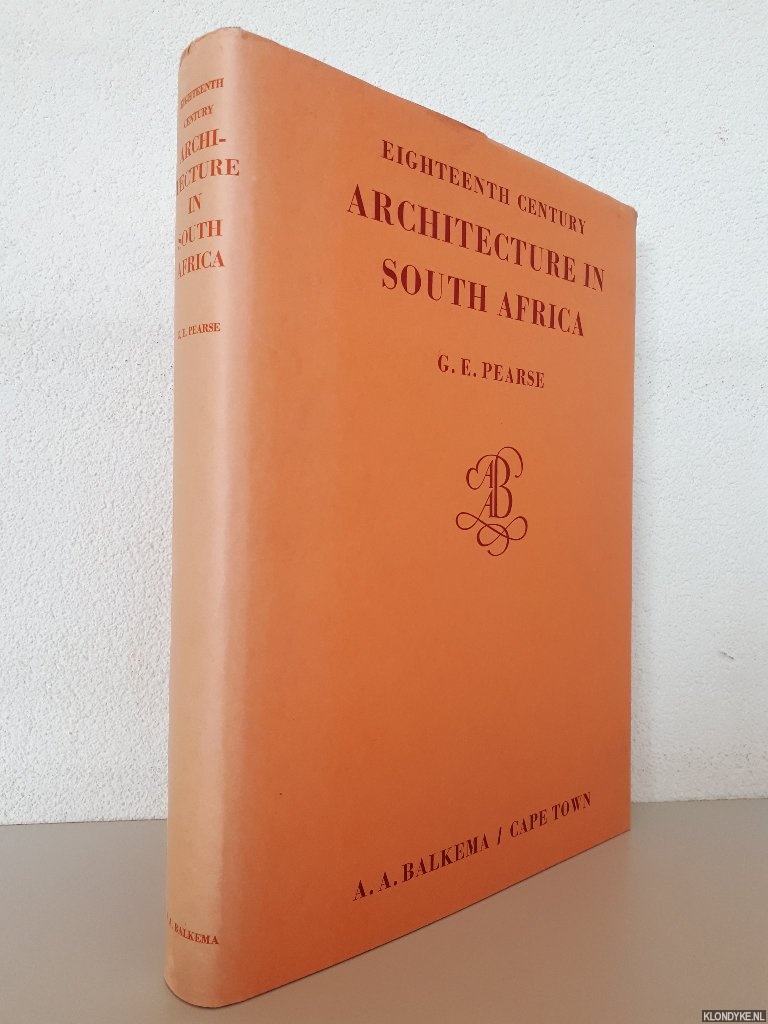 EIGHTEENTH
CENTURY
ARCHI-
TECTURE
IN
SOUTH
AFRICA
G. E. PEARSE
A. A. BALKEMA
EIGHTEENTH CENTURY
ARCHITECTURE IN
SOUTH AFRICA
G. E. PEARSE
AAB
A. A. BALKEMA / CAPE TOWN
KLONDYKE.NL